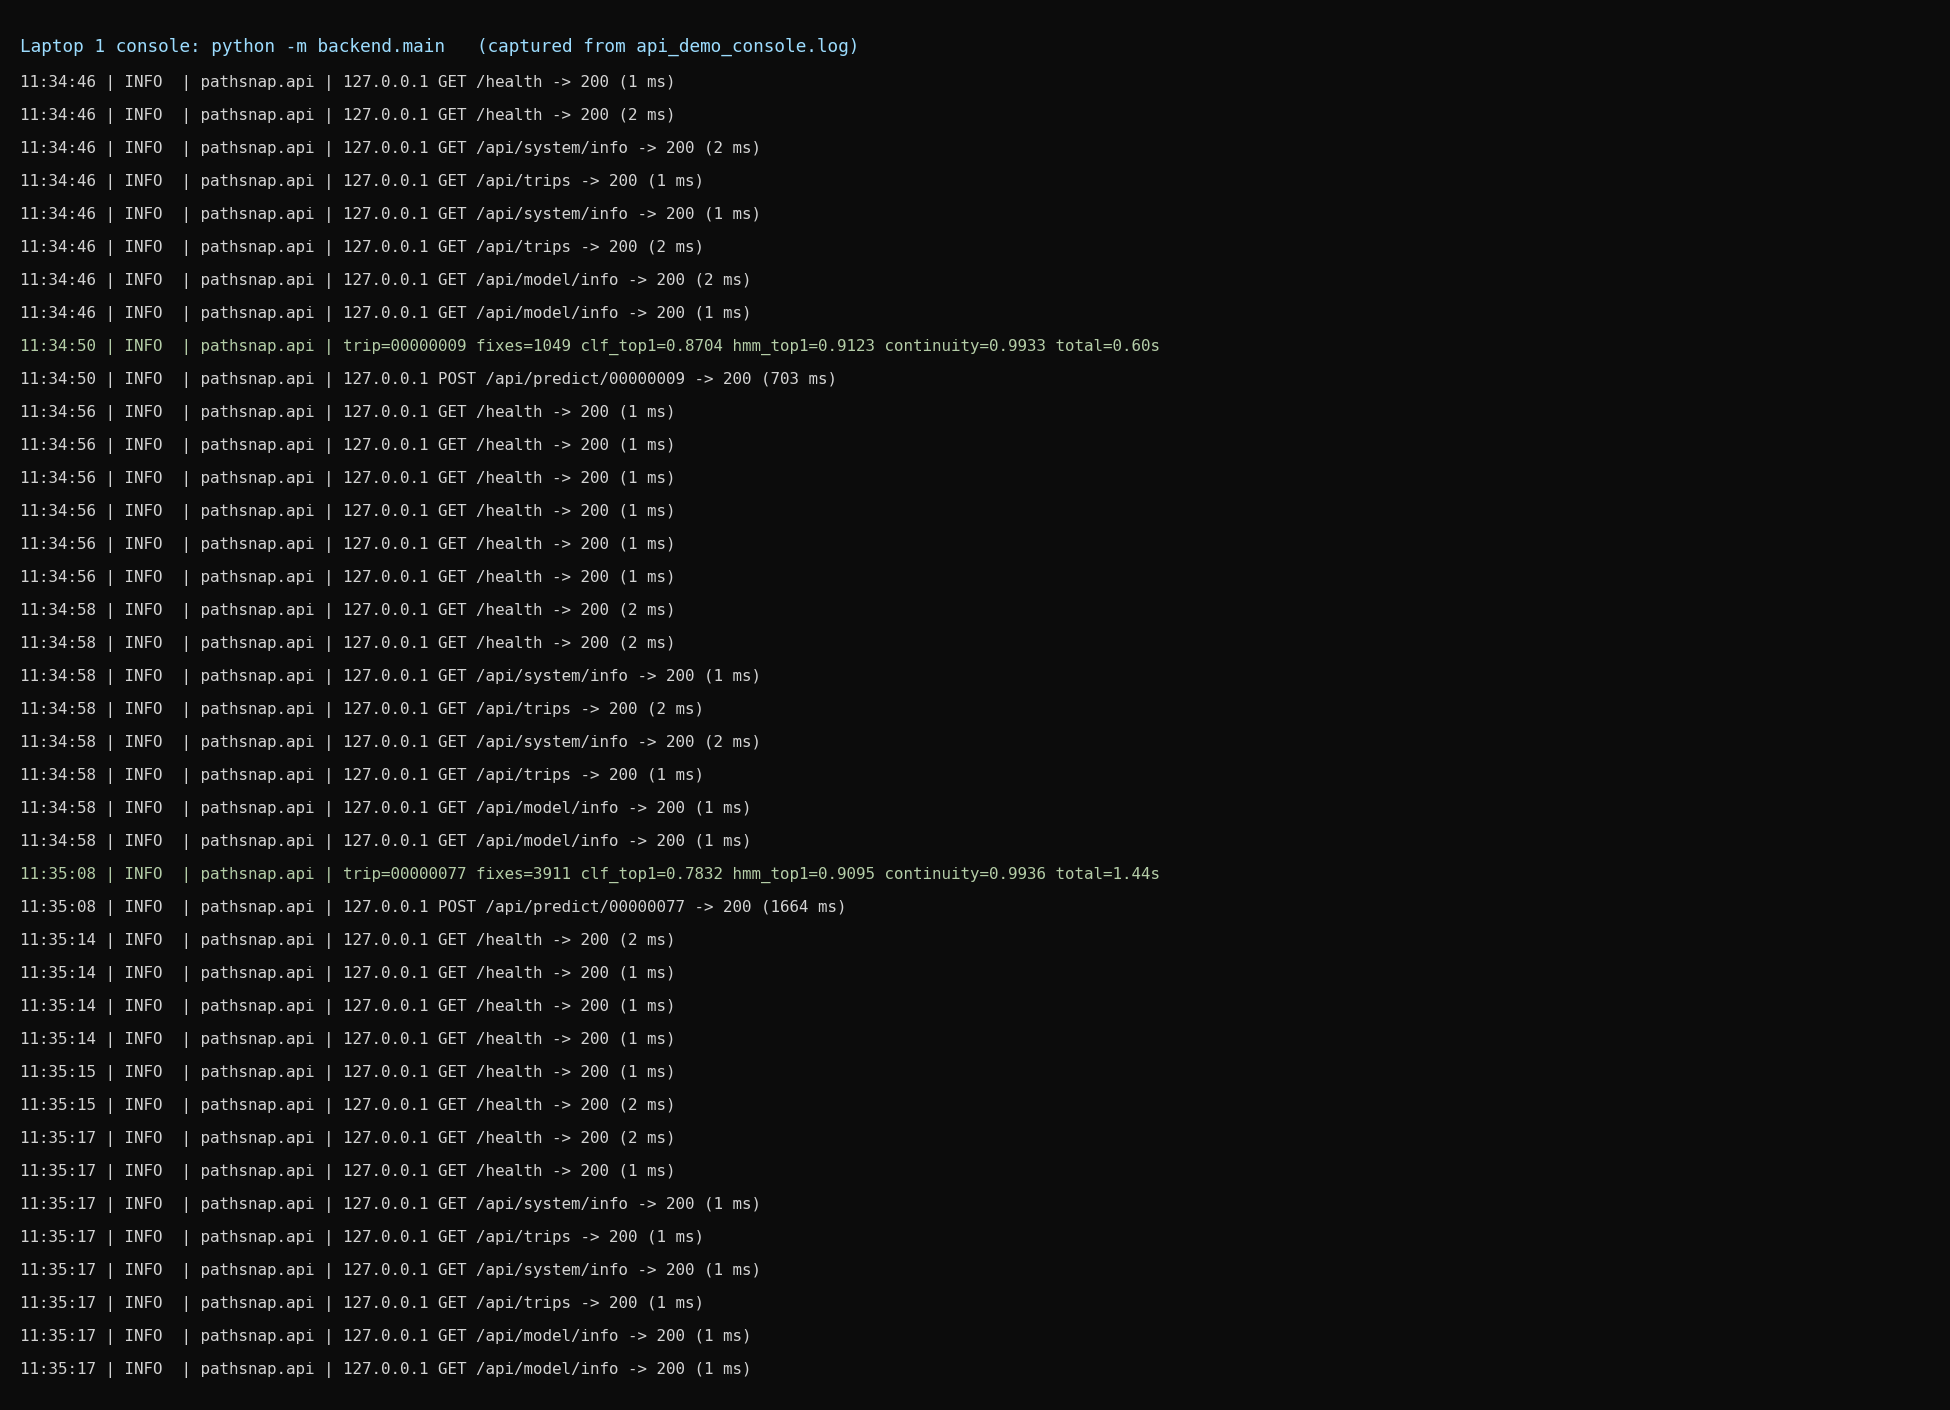 Laptop 1 console: python -m backend.main   (captured from api_demo_console.log)
11:34:46 | INFO  | pathsnap.api | 127.0.0.1 GET /health -> 200 (1 ms)
11:34:46 | INFO  | pathsnap.api | 127.0.0.1 GET /health -> 200 (2 ms)
11:34:46 | INFO  | pathsnap.api | 127.0.0.1 GET /api/system/info -> 200 (2 ms)
11:34:46 | INFO  | pathsnap.api | 127.0.0.1 GET /api/trips -> 200 (1 ms)
11:34:46 | INFO  | pathsnap.api | 127.0.0.1 GET /api/system/info -> 200 (1 ms)
11:34:46 | INFO  | pathsnap.api | 127.0.0.1 GET /api/trips -> 200 (2 ms)
11:34:46 | INFO  | pathsnap.api | 127.0.0.1 GET /api/model/info -> 200 (2 ms)
11:34:46 | INFO  | pathsnap.api | 127.0.0.1 GET /api/model/info -> 200 (1 ms)
11:34:50 | INFO  | pathsnap.api | trip=00000009 fixes=1049 clf_top1=0.8704 hmm_top1=0.9123 continuity=0.9933 total=0.60s
11:34:50 | INFO  | pathsnap.api | 127.0.0.1 POST /api/predict/00000009 -> 200 (703 ms)
11:34:56 | INFO  | pathsnap.api | 127.0.0.1 GET /health -> 200 (1 ms)
11:34:56 | INFO  | pathsnap.api | 127.0.0.1 GET /health -> 200 (1 ms)
11:34:56 | INFO  | pathsnap.api | 127.0.0.1 GET /health -> 200 (1 ms)
11:34:56 | INFO  | pathsnap.api | 127.0.0.1 GET /health -> 200 (1 ms)
11:34:56 | INFO  | pathsnap.api | 127.0.0.1 GET /health -> 200 (1 ms)
11:34:56 | INFO  | pathsnap.api | 127.0.0.1 GET /health -> 200 (1 ms)
11:34:58 | INFO  | pathsnap.api | 127.0.0.1 GET /health -> 200 (2 ms)
11:34:58 | INFO  | pathsnap.api | 127.0.0.1 GET /health -> 200 (2 ms)
11:34:58 | INFO  | pathsnap.api | 127.0.0.1 GET /api/system/info -> 200 (1 ms)
11:34:58 | INFO  | pathsnap.api | 127.0.0.1 GET /api/trips -> 200 (2 ms)
11:34:58 | INFO  | pathsnap.api | 127.0.0.1 GET /api/system/info -> 200 (2 ms)
11:34:58 | INFO  | pathsnap.api | 127.0.0.1 GET /api/trips -> 200 (1 ms)
11:34:58 | INFO  | pathsnap.api | 127.0.0.1 GET /api/model/info -> 200 (1 ms)
11:34:58 | INFO  | pathsnap.api | 127.0.0.1 GET /api/model/info -> 200 (1 ms)
11:35:08 | INFO  | pathsnap.api | trip=00000077 fixes=3911 clf_top1=0.7832 hmm_top1=0.9095 continuity=0.9936 total=1.44s
11:35:08 | INFO  | pathsnap.api | 127.0.0.1 POST /api/predict/00000077 -> 200 (1664 ms)
11:35:14 | INFO  | pathsnap.api | 127.0.0.1 GET /health -> 200 (2 ms)
11:35:14 | INFO  | pathsnap.api | 127.0.0.1 GET /health -> 200 (1 ms)
11:35:14 | INFO  | pathsnap.api | 127.0.0.1 GET /health -> 200 (1 ms)
11:35:14 | INFO  | pathsnap.api | 127.0.0.1 GET /health -> 200 (1 ms)
11:35:15 | INFO  | pathsnap.api | 127.0.0.1 GET /health -> 200 (1 ms)
11:35:15 | INFO  | pathsnap.api | 127.0.0.1 GET /health -> 200 (2 ms)
11:35:17 | INFO  | pathsnap.api | 127.0.0.1 GET /health -> 200 (2 ms)
11:35:17 | INFO  | pathsnap.api | 127.0.0.1 GET /health -> 200 (1 ms)
11:35:17 | INFO  | pathsnap.api | 127.0.0.1 GET /api/system/info -> 200 (1 ms)
11:35:17 | INFO  | pathsnap.api | 127.0.0.1 GET /api/trips -> 200 (1 ms)
11:35:17 | INFO  | pathsnap.api | 127.0.0.1 GET /api/system/info -> 200 (1 ms)
11:35:17 | INFO  | pathsnap.api | 127.0.0.1 GET /api/trips -> 200 (1 ms)
11:35:17 | INFO  | pathsnap.api | 127.0.0.1 GET /api/model/info -> 200 (1 ms)
11:35:17 | INFO  | pathsnap.api | 127.0.0.1 GET /api/model/info -> 200 (1 ms)